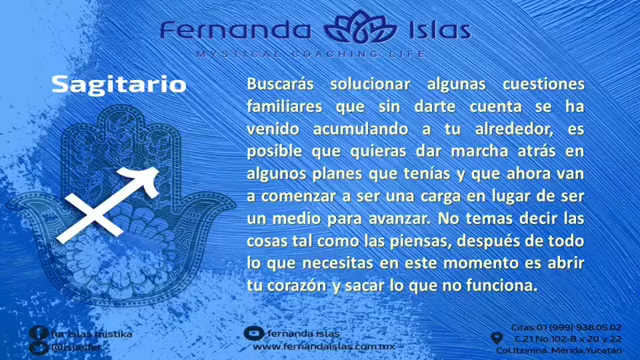 Fernanda Islas
MYSTICAL COACHING LIFE
Sagitario
Buscarás solucionar algunas cuestiones
familiares que sin darte cuenta se ha
venido acumulando a tu alrededor, es
posible que quieras dar marcha atrás en
algunos planes que tenías y que ahora van
a comenzar a ser una carga en lugar de ser
un medio para avanzar. No temas decir las
cosas tal como las piensas, después de todo
lo que necesitas en este momento es abrir
tu corazón y sacar lo que no funciona.
fer islas mistika
fernanda islas
www.fernandaislas.com.mx
Citas:01 (999) 938.05.02
C.21 No.102-B x 20 y 22
Col.Itzimna. Mérida,Yucatán